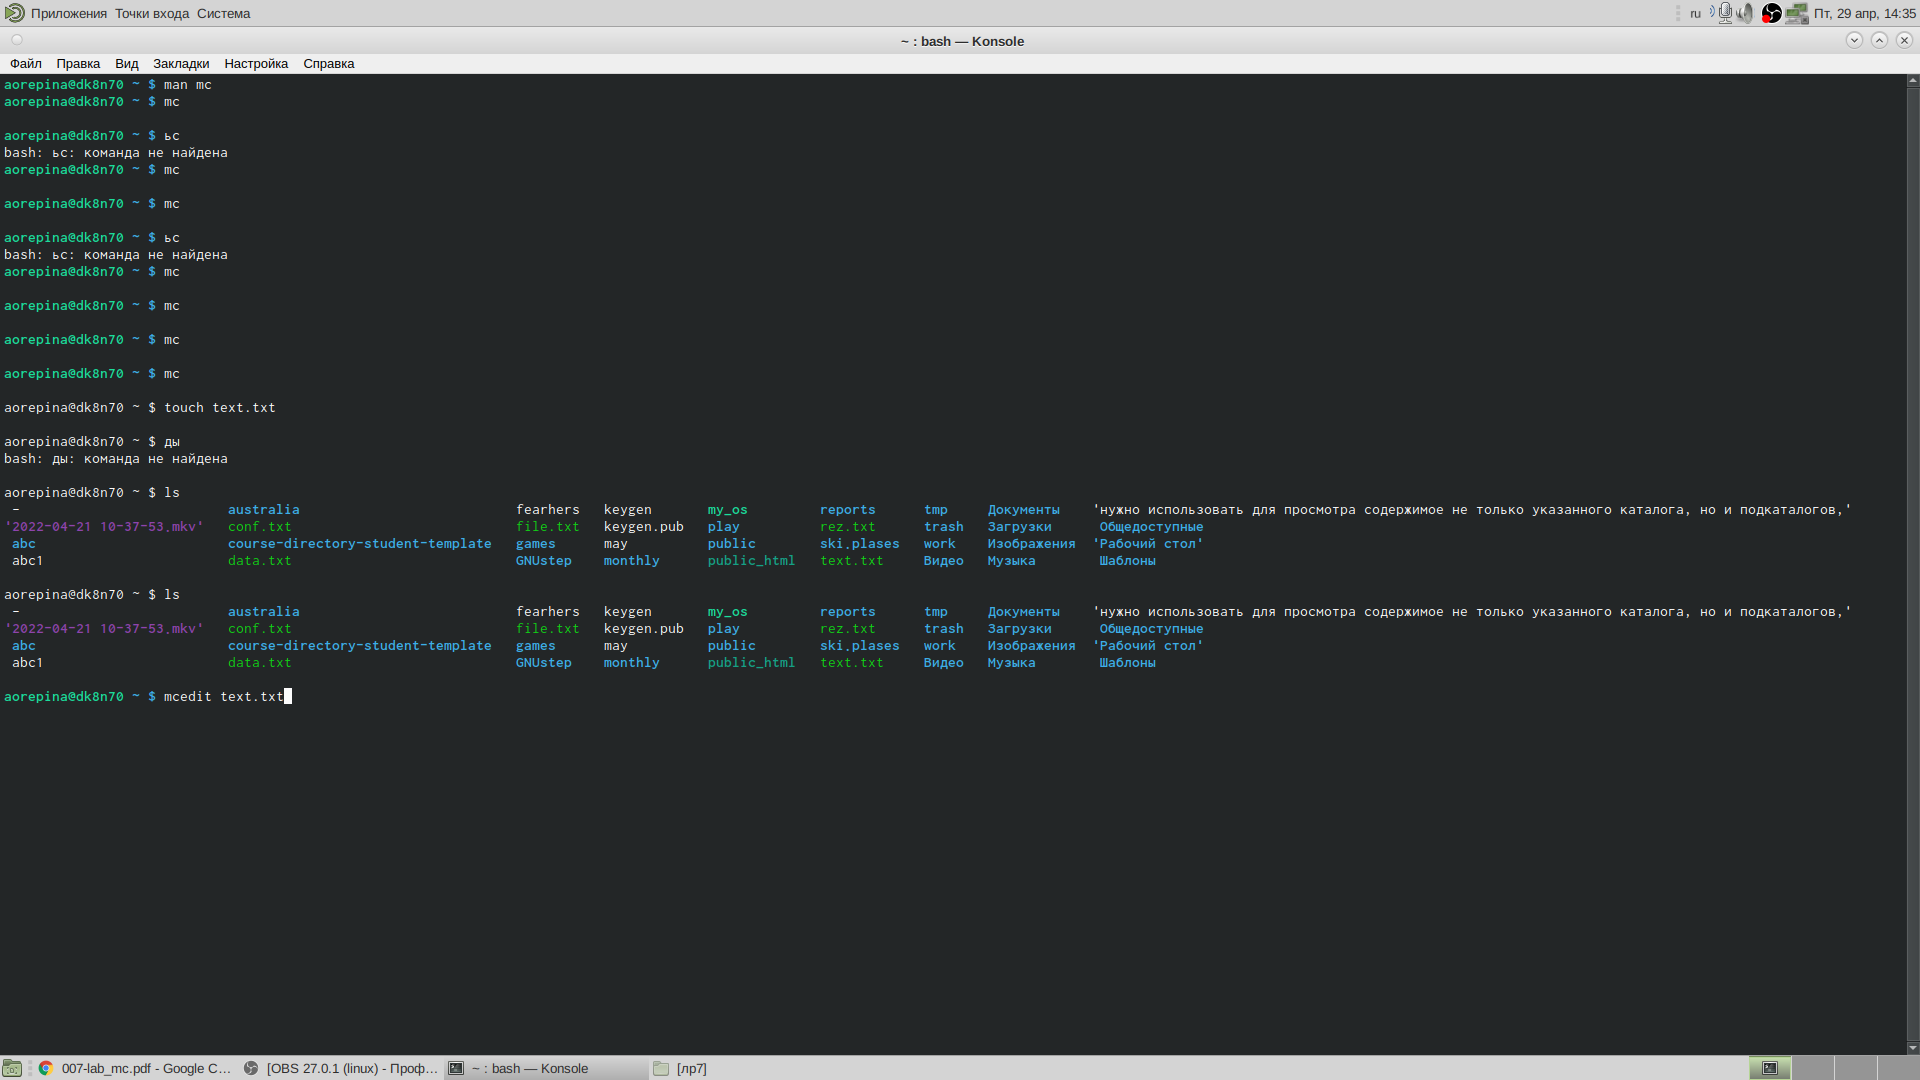 Приложения Точки входа Система ru Пт, 29 апр, 14:35
~ : bash — Konsole
Файл Правка Вид Закладки Настройка Справка
aorepina@dk8n70 ~ $ man mc
aorepina@dk8n70 ~ $ mc
aorepina@dk8n70 ~ $ ьс
bash: ьс: команда не найдена
aorepina@dk8n70 ~ $ mc
aorepina@dk8n70 ~ $ mc
aorepina@dk8n70 ~ $ ьс
bash: ьс: команда не найдена
aorepina@dk8n70 ~ $ mc
aorepina@dk8n70 ~ $ mc
aorepina@dk8n70 ~ $ mc
aorepina@dk8n70 ~ $ mc
aorepina@dk8n70 ~ $ touch text.txt
aorepina@dk8n70 ~ $ ды
bash: ды: команда не найдена
aorepina@dk8n70 ~ $ ls
- australia fearhers keygen my_os reports tmp Документы 'нужно использовать для просмотра содержимое не только указанного каталога, но и подкаталогов,'
'2022-04-21 10-37-53.mkv' conf.txt file.txt keygen.pub play rez.txt trash Загрузки Общедоступные
abc course-directory-student-template games may public ski.plases work Изображения 'Рабочий стол'
abc1 data.txt GNUstep monthly public_html text.txt Видео Музыка Шаблоны
aorepina@dk8n70 ~ $ ls
- australia fearhers keygen my_os reports tmp Документы 'нужно использовать для просмотра содержимое не только указанного каталога, но и подкаталогов,'
'2022-04-21 10-37-53.mkv' conf.txt file.txt keygen.pub play rez.txt trash Загрузки Общедоступные
abc course-directory-student-template games may public ski.plases work Изображения 'Рабочий стол'
abc1 data.txt GNUstep monthly public_html text.txt Видео Музыка Шаблоны
aorepina@dk8n70 ~ $ mcedit text.txt
007-lab_mc.pdf - Google C... [OBS 27.0.1 (linux) - Проф... ~ : bash — Konsole [лр7]